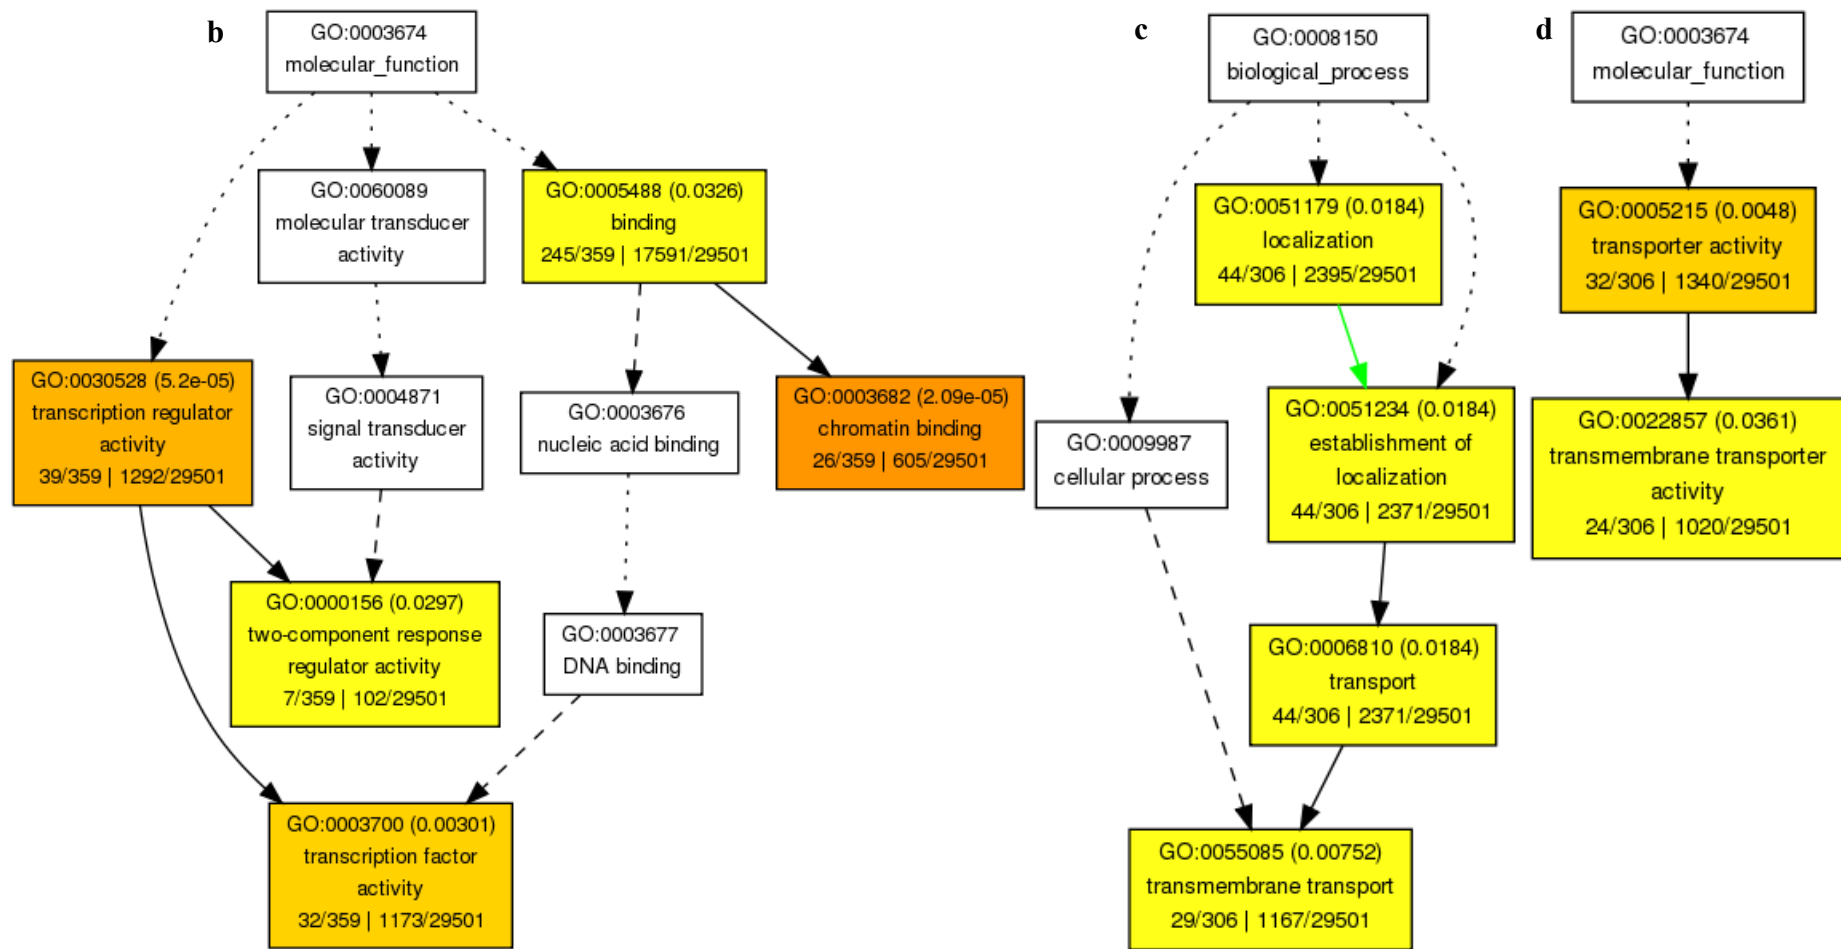 b
GO:0003674
molecular_function
GO:0060089
molecular transducer
activity
GO:0005488 (0.0326)
binding
245/359 | 17591/29501
GO:0030528 (5.2e-05)
transcription regulator
activity
39/359 | 1292/29501
GO:0004871
signal transducer
activity
GO:0003676
nucleic acid binding
GO:0003682 (2.09e-05)
chromatin binding
26/359 | 605/29501
GO:0000156 (0.0297)
two-component response
regulator activity
7/359 | 102/29501
GO:0003677
DNA binding
GO:0003700 (0.00301)
transcription factor
activity
32/359 | 1173/29501
c
GO:0008150
biological_process
GO:0051179 (0.0184)
localization
44/306 | 2395/29501
GO:0009987
cellular process
GO:0051234 (0.0184)
establishment of
localization
44/306 | 2371/29501
GO:0006810 (0.0184)
transport
44/306 | 2371/29501
GO:0055085 (0.00752)
transmembrane transport
29/306 | 1167/29501
d
GO:0003674
molecular_function
GO:0005215 (0.0048)
transporter activity
32/306 | 1340/29501
GO:0022857 (0.0361)
transmembrane transporter
activity
24/306 | 1020/29501